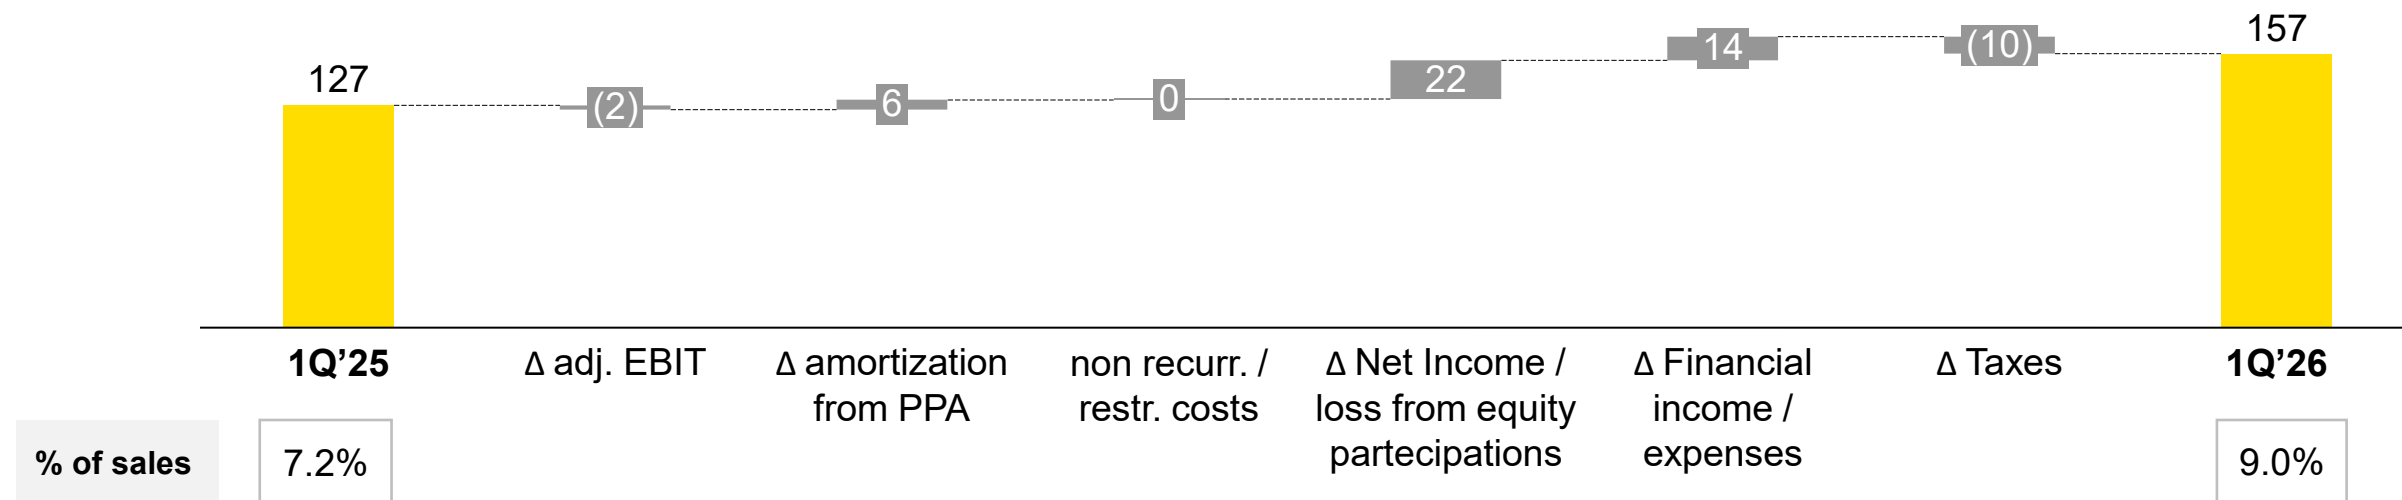 127
(2)
6
0
22
14
(10)
157
1Q’25
Δ adj. EBIT
Δ amortization
from PPA
non recurr. /
restr. costs
Δ Net Income /
loss from equity
partecipations
Δ Financial
income /
expenses
Δ Taxes
1Q’26
% of sales
7.2%
9.0%